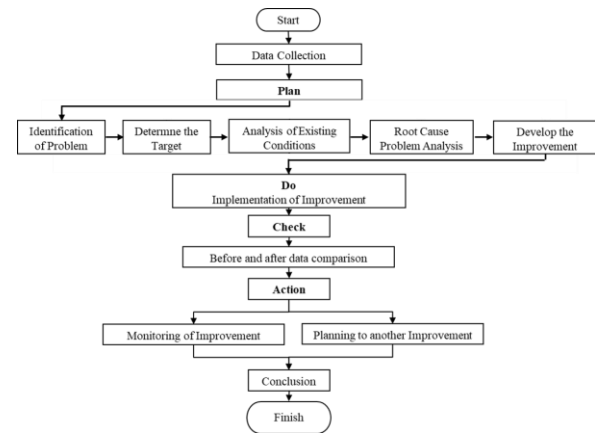 Start
Data Collection
Plan
Identification
of Problem
Determne the
Target
Analysis of Existing
Conditions
Root Cause
Problem Analysis
Develop the
Improvement
Do
Implementation of Improvement
Check
Before and after data comparison
Action
Monitoring of Improvement
Planning to another Improvement
Conclusion
Finish